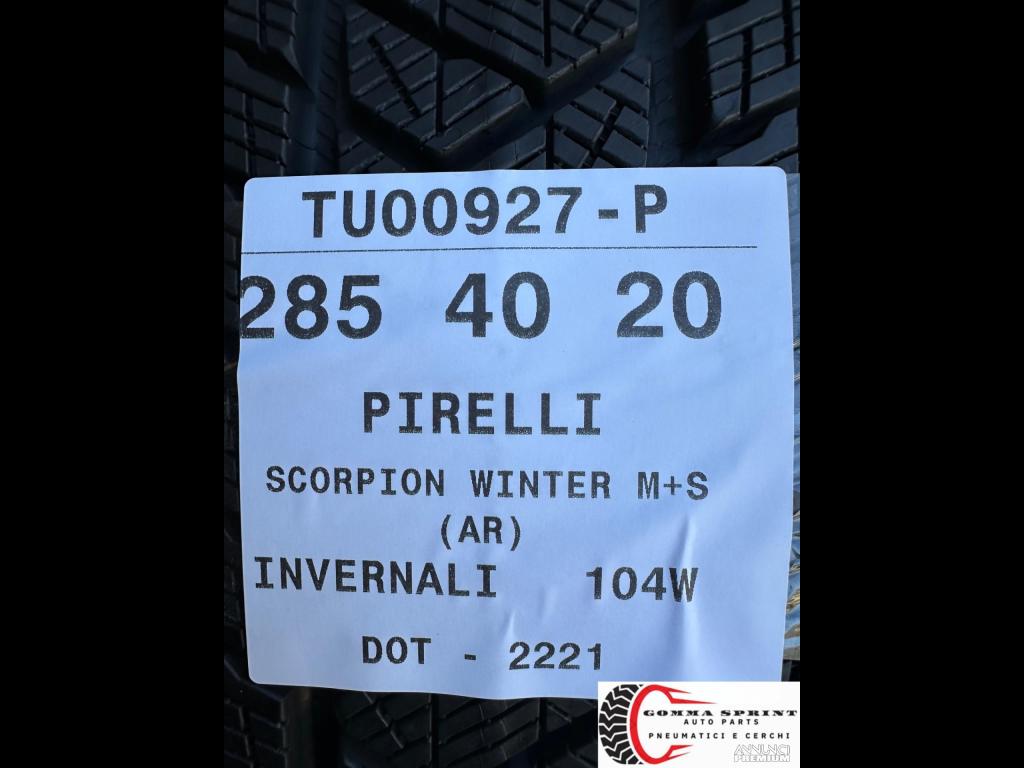 TU00927-P
285 40 20
PIRELLI
SCORPION WINTER M+S
(AR)
INVERNALI 104W
DOT - 2221
GOMMA SPRINT
AUTO PARTS
PNEUMATICI E CERCHI
ANNUNCI
PREMIUM